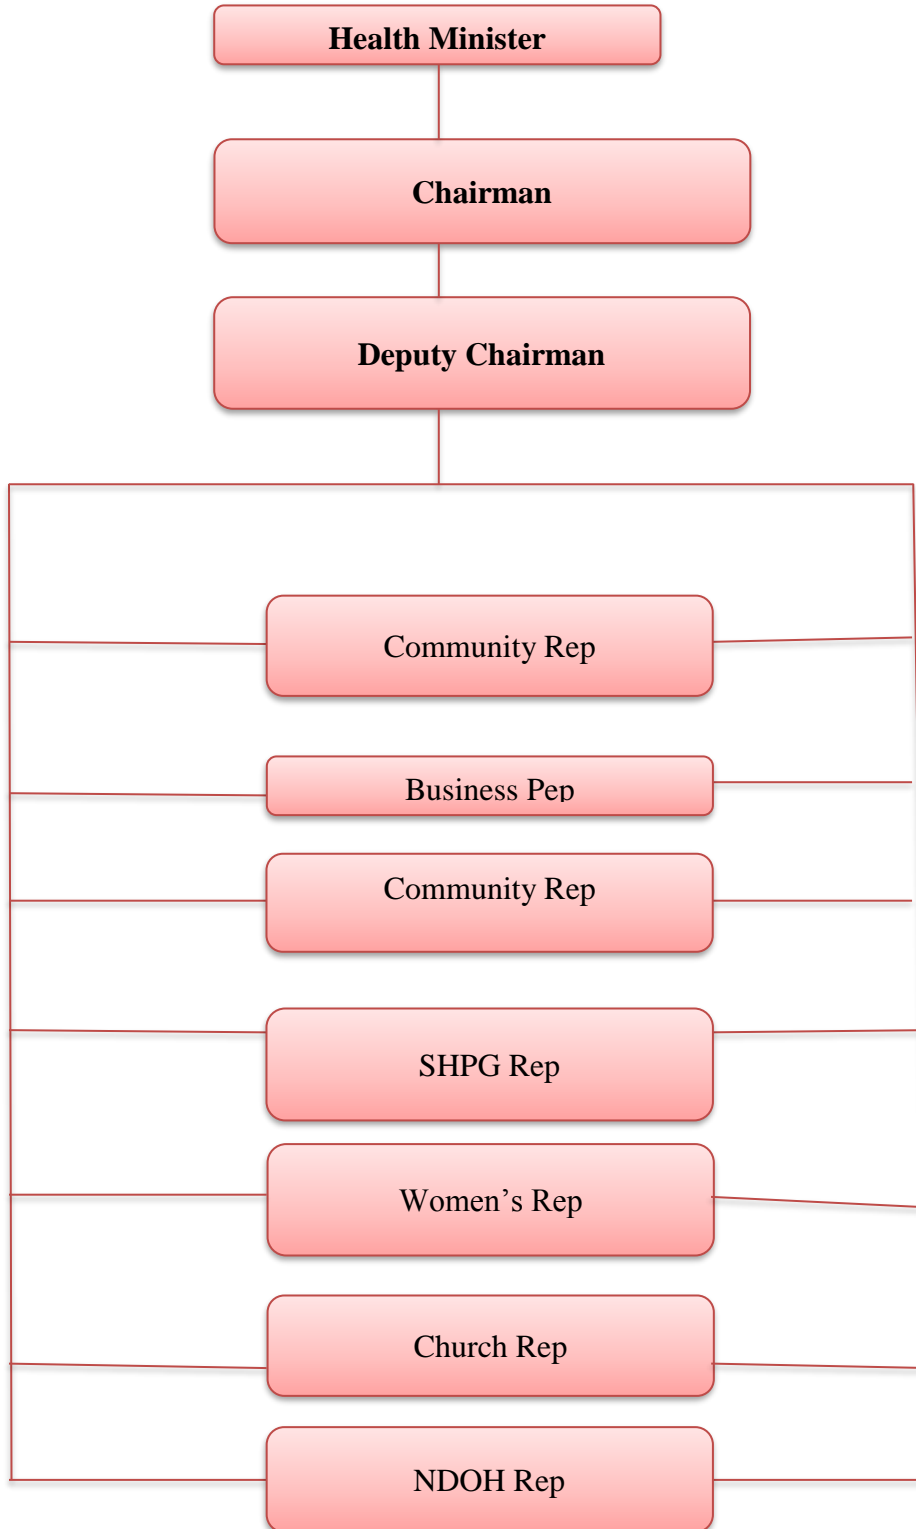 Health Minister
Chairman
Deputy Chairman
Community Rep
Business Pep
Community Rep
SHPG Rep
Women’s Rep
Church Rep
NDOH Rep